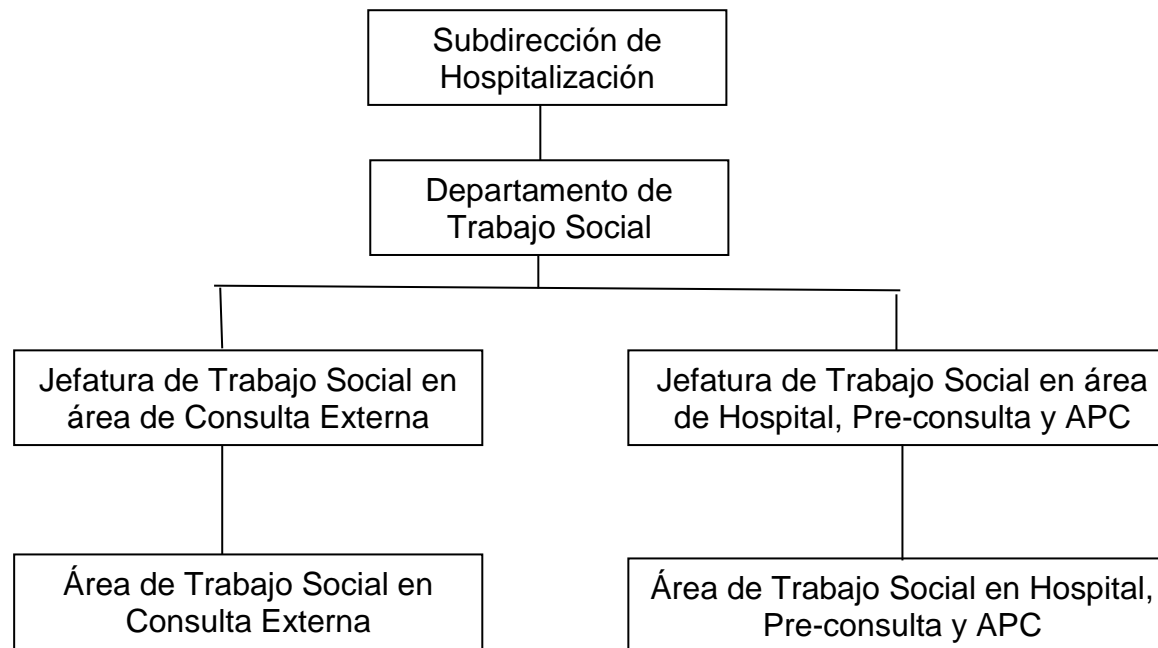 Subdirección de
Hospitalización
Departamento de
Trabajo Social
Jefatura de Trabajo Social en
área de Consulta Externa
Jefatura de Trabajo Social en área
de Hospital, Pre-consulta y APC
Área de Trabajo Social en
Consulta Externa
Área de Trabajo Social en Hospital,
Pre-consulta y APC